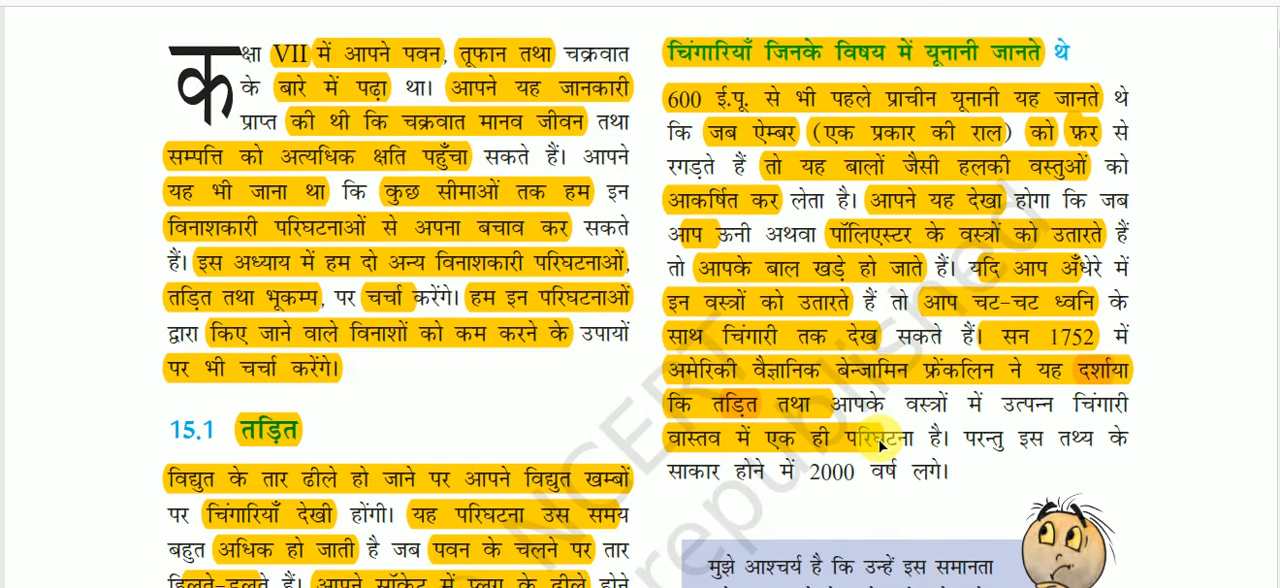 कक्षा VII में आपने पवन, तूफान तथा चक्रवात
के बारे में पढ़ा था। आपने यह जानकारी
प्राप्त की थी कि चक्रवात मानव जीवन तथा
सम्पत्ति को अत्यधिक क्षति पहुँचा सकते हैं। आपने
यह भी जाना था कि कुछ सीमाओं तक हम इन
विनाशकारी परिघटनाओं से अपना बचाव कर सकते
हैं। इस अध्याय में हम दो अन्य विनाशकारी परिघटनाओं,
तड़ित तथा भूकम्प, पर चर्चा करेंगे। हम इन परिघटनाओं
द्वारा किए जाने वाले विनाशों को कम करने के उपायों
पर भी चर्चा करेंगे।
15.1 तड़ित
विद्युत के तार ढीले हो जाने पर आपने विद्युत खम्बों
पर चिंगारियाँ देखी होंगी। यह परिघटना उस समय
बहुत अधिक हो जाती है जब पवन के चलने पर तार
हिलते-डुलते हैं। आपने सॉकेट में प्लग के ढीले होने
चिंगारियाँ जिनके विषय में यूनानी जानते थे
600 ई.पू. से भी पहले प्राचीन यूनानी यह जानते थे
कि जब ऐम्बर (एक प्रकार की राल) को फ़र से
रगड़ते हैं तो यह बालों जैसी हलकी वस्तुओं को
आकर्षित कर लेता है। आपने यह देखा होगा कि जब
आप ऊनी अथवा पॉलिएस्टर के वस्त्रों को उतारते हैं
तो आपके बाल खड़े हो जाते हैं। यदि आप अँधेरे में
इन वस्त्रों को उतारते हैं तो आप चट-चट ध्वनि के
साथ चिंगारी तक देख सकते हैं। सन 1752 में
अमेरिकी वैज्ञानिक बेन्जामिन फ्रेंकलिन ने यह दर्शाया
कि तड़ित तथा आपके वस्त्रों में उत्पन्न चिंगारी
वास्तव में एक ही परिघटना है। परन्तु इस तथ्य के
साकार होने में 2000 वर्ष लगे।
मुझे आश्चर्य है कि उन्हें इस समानता
NCERT
republished